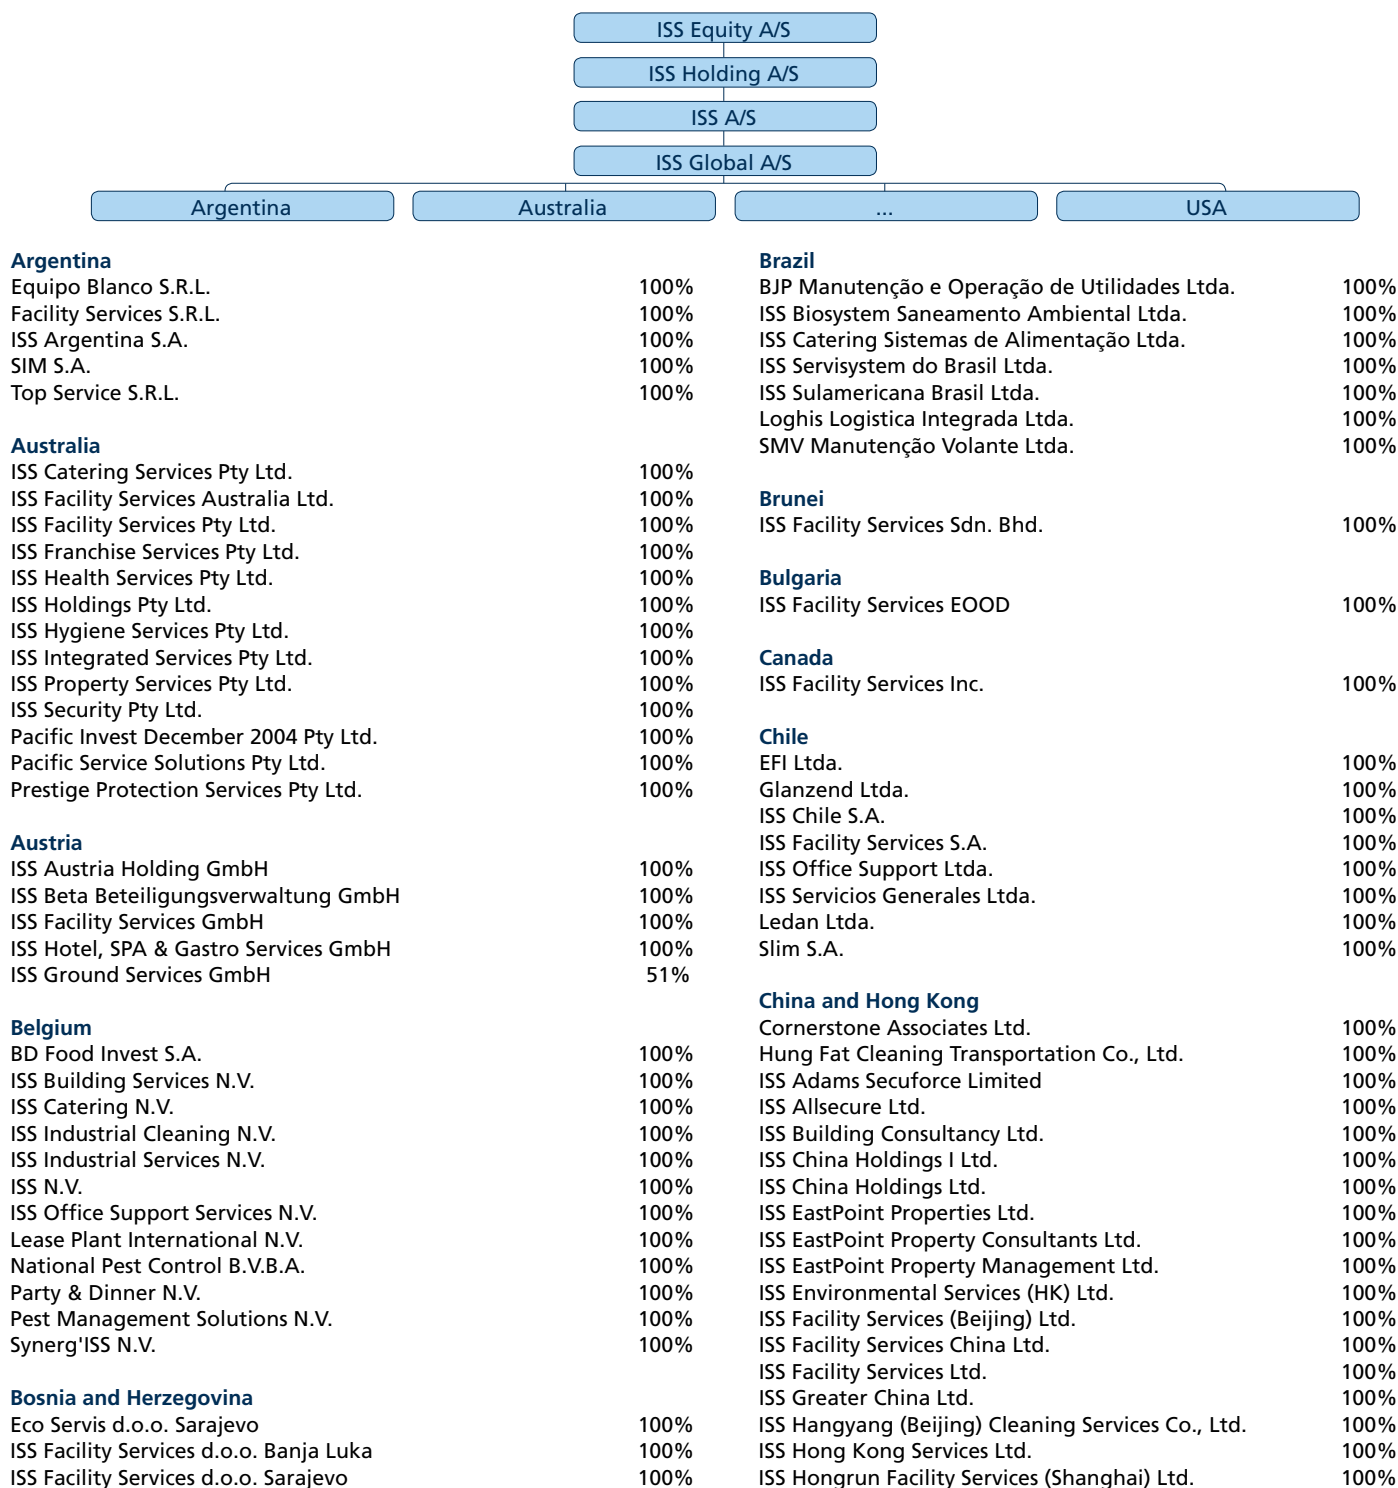 ISS Equity A/S
ISS Holding A/S
ISS A/S
ISS Global A/S
Argentina Australia ... USA
Argentina
Equipo Blanco S.R.L. 100%
Facility Services S.R.L. 100%
ISS Argentina S.A. 100%
SIM S.A. 100%
Top Service S.R.L. 100%
Australia
ISS Catering Services Pty Ltd. 100%
ISS Facility Services Australia Ltd. 100%
ISS Facility Services Pty Ltd. 100%
ISS Franchise Services Pty Ltd. 100%
ISS Health Services Pty Ltd. 100%
ISS Holdings Pty Ltd. 100%
ISS Hygiene Services Pty Ltd. 100%
ISS Integrated Services Pty Ltd. 100%
ISS Property Services Pty Ltd. 100%
ISS Security Pty Ltd. 100%
Pacific Invest December 2004 Pty Ltd. 100%
Pacific Service Solutions Pty Ltd. 100%
Prestige Protection Services Pty Ltd. 100%
Austria
ISS Austria Holding GmbH 100%
ISS Beta Beteiligungsverwaltung GmbH 100%
ISS Facility Services GmbH 100%
ISS Hotel, SPA & Gastro Services GmbH 100%
ISS Ground Services GmbH 51%
Belgium
BD Food Invest S.A. 100%
ISS Building Services N.V. 100%
ISS Catering N.V. 100%
ISS Industrial Cleaning N.V. 100%
ISS Industrial Services N.V. 100%
ISS N.V. 100%
ISS Office Support Services N.V. 100%
Lease Plant International N.V. 100%
National Pest Control B.V.B.A. 100%
Party & Dinner N.V. 100%
Pest Management Solutions N.V. 100%
Synerg'ISS N.V. 100%
Bosnia and Herzegovina
Eco Servis d.o.o. Sarajevo 100%
ISS Facility Services d.o.o. Banja Luka 100%
ISS Facility Services d.o.o. Sarajevo 100%
Brazil
BJP Manutenção e Operação de Utilidades Ltda. 100%
ISS Biosystem Saneamento Ambiental Ltda. 100%
ISS Catering Sistemas de Alimentação Ltda. 100%
ISS Servisystem do Brasil Ltda. 100%
ISS Sulamericana Brasil Ltda. 100%
Loghis Logistica Integrada Ltda. 100%
SMV Manutenção Volante Ltda. 100%
Brunei
ISS Facility Services Sdn. Bhd. 100%
Bulgaria
ISS Facility Services EOOD 100%
Canada
ISS Facility Services Inc. 100%
Chile
EFI Ltda. 100%
Glanzend Ltda. 100%
ISS Chile S.A. 100%
ISS Facility Services S.A. 100%
ISS Office Support Ltda. 100%
ISS Servicios Generales Ltda. 100%
Ledan Ltda. 100%
Slim S.A. 100%
China and Hong Kong
Cornerstone Associates Ltd. 100%
Hung Fat Cleaning Transportation Co., Ltd. 100%
ISS Adams Secuforce Limited 100%
ISS Allsecure Ltd. 100%
ISS Building Consultancy Ltd. 100%
ISS China Holdings I Ltd. 100%
ISS China Holdings Ltd. 100%
ISS EastPoint Properties Ltd. 100%
ISS EastPoint Property Consultants Ltd. 100%
ISS EastPoint Property Management Ltd. 100%
ISS Environmental Services (HK) Ltd. 100%
ISS Facility Services (Beijing) Ltd. 100%
ISS Facility Services China Ltd. 100%
ISS Facility Services Ltd. 100%
ISS Greater China Ltd. 100%
ISS Hangyang (Beijing) Cleaning Services Co., Ltd. 100%
ISS Hong Kong Services Ltd. 100%
ISS Hongrun Facility Services (Shanghai) Ltd. 100%